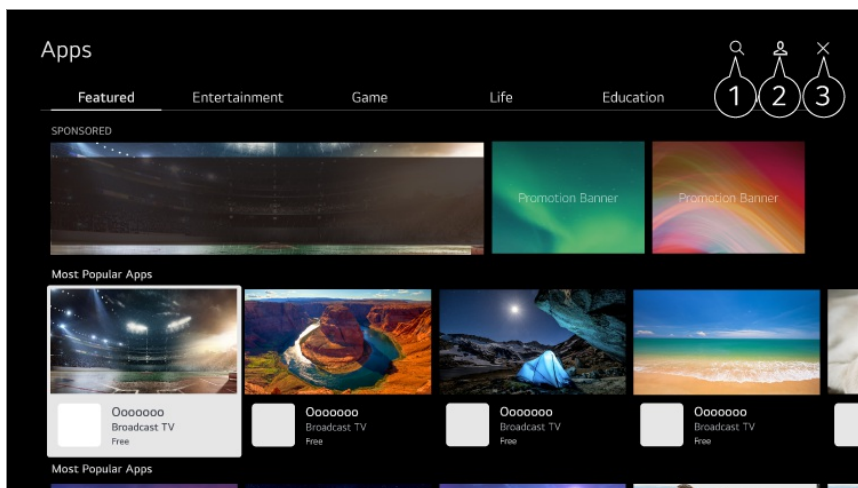 Apps
1 2 3
Featured Entertainment Game Life Education
SPONSORED
Promotion Banner Promotion Banner
Most Popular Apps
Ooooooo Ooooooo Ooooooo Ooooooo
Broadcast TV Broadcast TV Broadcast TV Broadcast TV
Free Free Free Free
Most Popular Apps